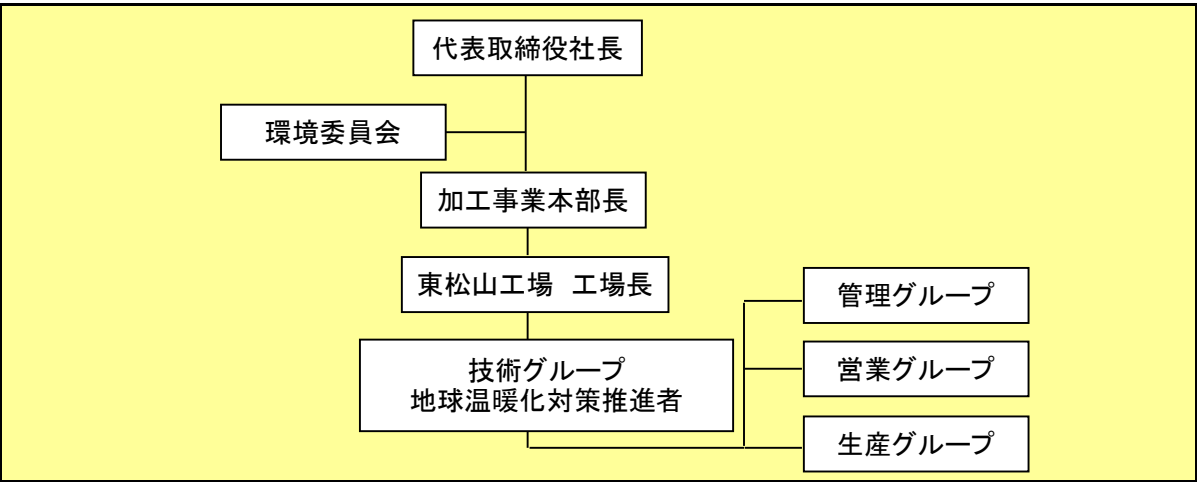 代表取締役社長
環境委員会
加工事業本部長
東松山工場　工場長
技術グループ
地球温暖化対策推進者
管理グループ
営業グループ
生産グループ